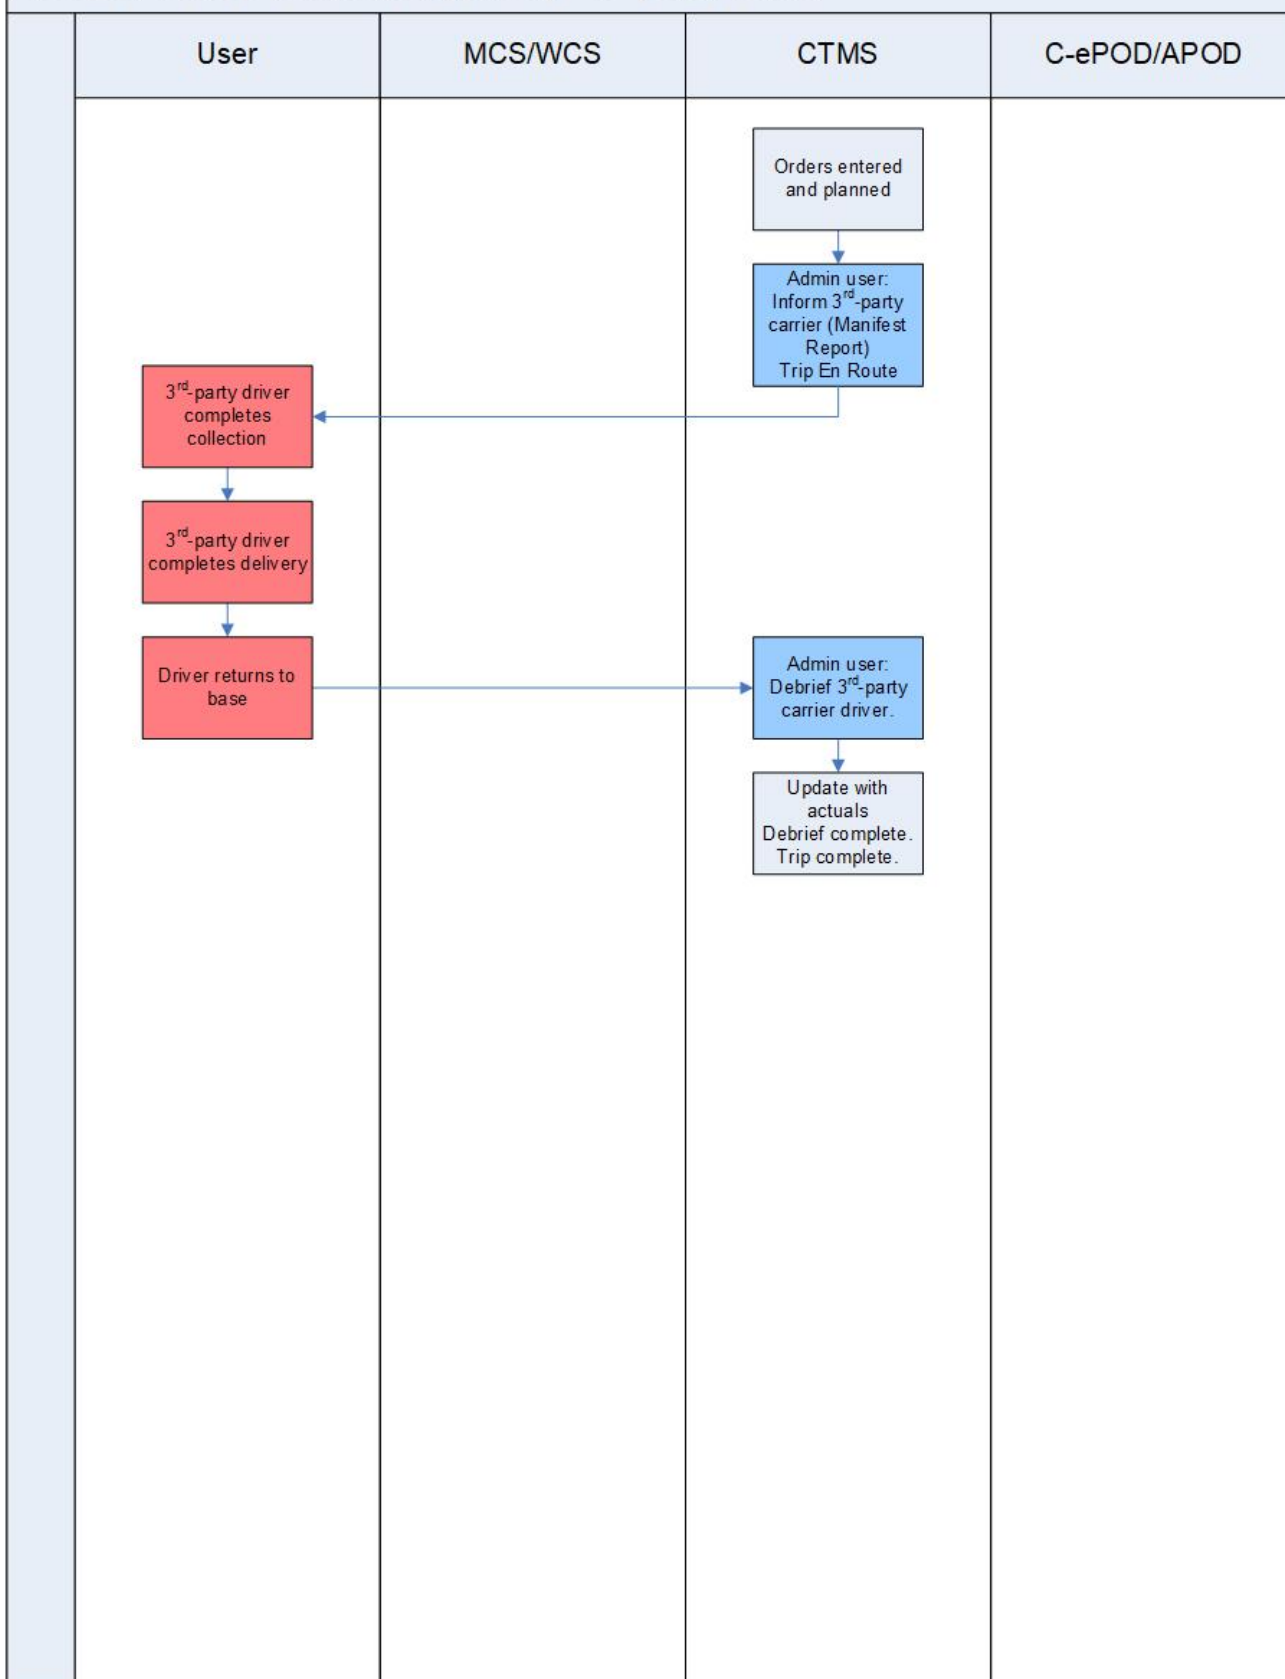 User
MCS/WCS
CTMS
C-ePOD/APOD
Orders entered
and planned
Admin user:
Inform 3rd-party
carrier (Manifest
Report)
Trip En Route
3rd-party driver
completes
collection
3rd-party driver
completes delivery
Driver returns to
base
Admin user:
Debrief 3rd-party
carrier driver.
Update with
actuals
Debrief complete.
Trip complete.